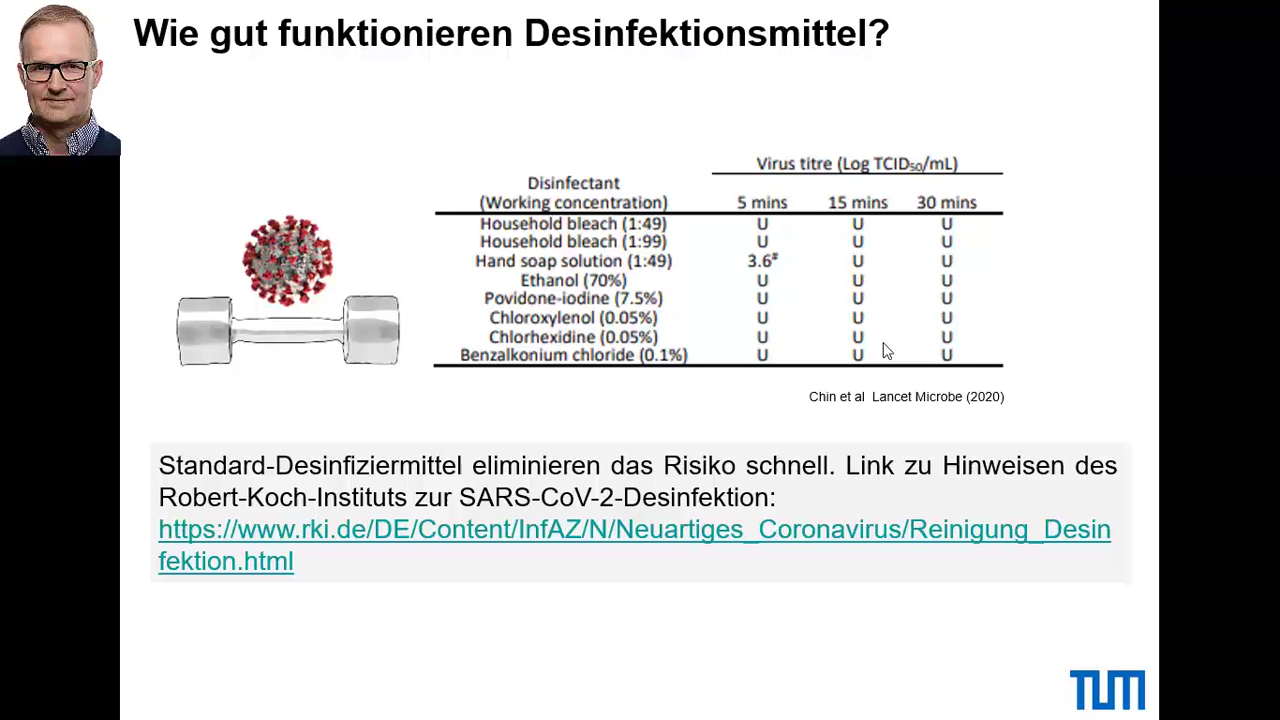 Wie gut funktionieren Desinfektionsmittel?
Virus titre (Log TCID50/mL)
Disinfectant
(Working concentration) 5 mins 15 mins 30 mins
Household bleach (1:49) U U U
Household bleach (1:99) U U U
Hand soap solution (1:49) 3.6# U U
Ethanol (70%) U U U
Povidone-iodine (7.5%) U U U
Chloroxylenol (0.05%) U U U
Chlorhexidine (0.05%) U U U
Benzalkonium chloride (0.1%) U U U
Chin et al Lancet Microbe (2020)
Standard-Desinfiziermittel eliminieren das Risiko schnell. Link zu Hinweisen des
Robert-Koch-Instituts zur SARS-CoV-2-Desinfektion:
https://www.rki.de/DE/Content/InfAZ/N/Neuartiges_Coronavirus/Reinigung_Desin
fektion.html
TUM